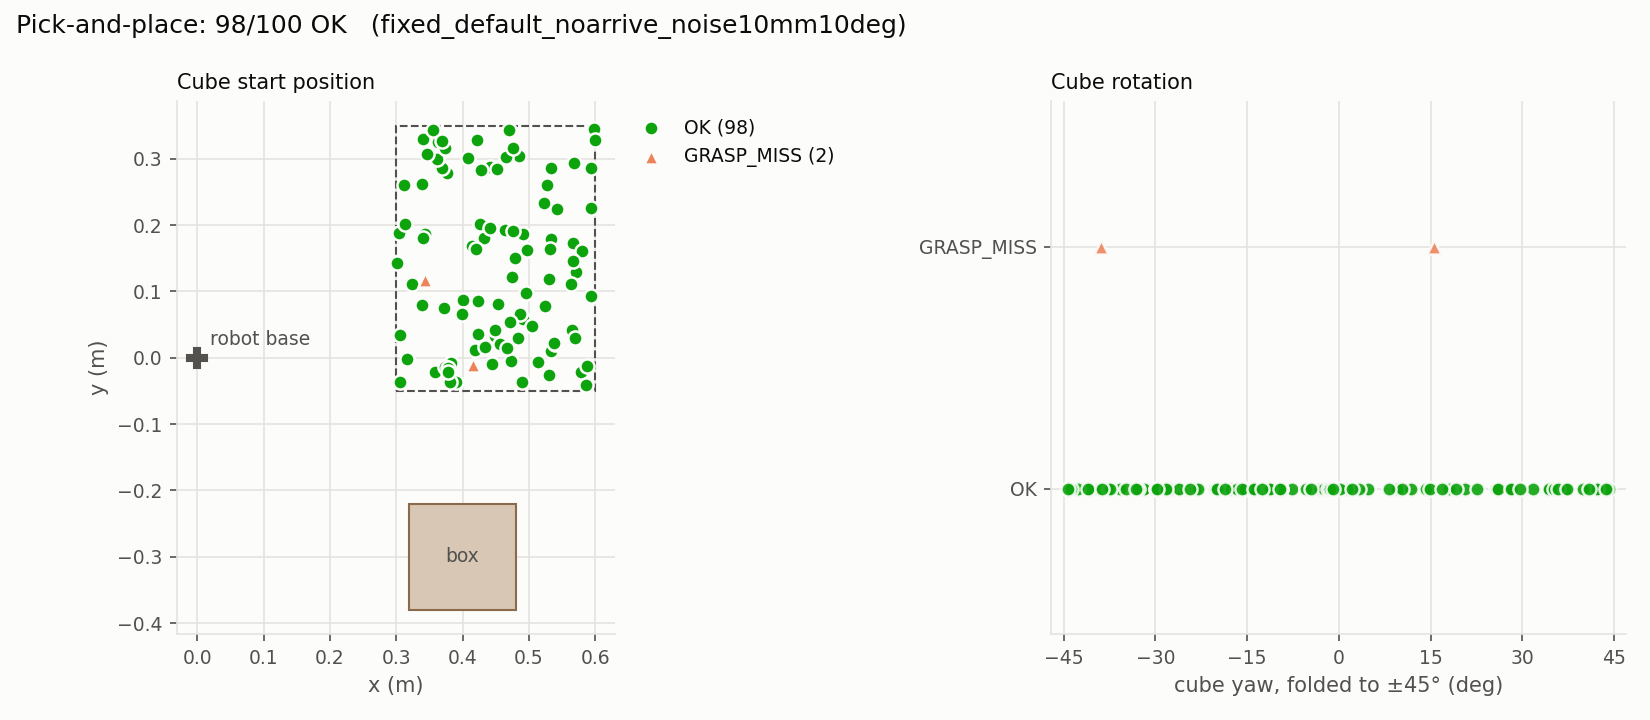 Pick-and-place: 98/100 OK   (fixed_default_noarrive_noise10mm10deg)
Cube start position
OK (98)
GRASP_MISS (2)
robot base
box
0.3
0.2
0.1
0.0
−0.1
−0.2
−0.3
−0.4
y (m)
0.0 0.1 0.2 0.3 0.4 0.5 0.6
x (m)
Cube rotation
GRASP_MISS
OK
−45 −30 −15 0 15 30 45
cube yaw, folded to ±45° (deg)